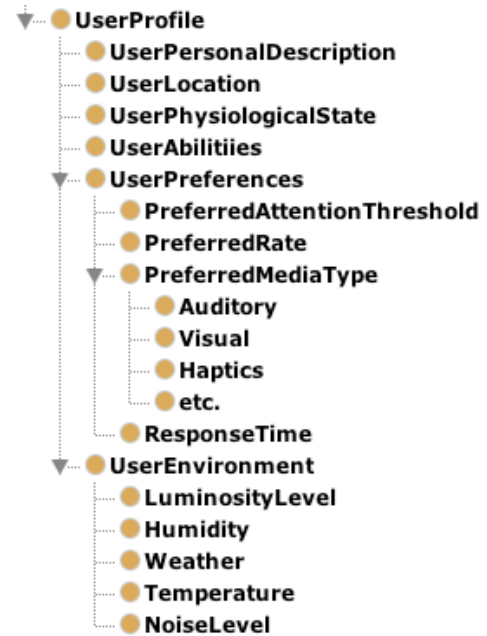 UserProfile
UserPersonalDescription
UserLocation
UserPhysiologicalState
UserAbilitiies
UserPreferences
PreferredAttentionThreshold
PreferredRate
PreferredMediaType
Auditory
Visual
Haptics
etc.
ResponseTime
UserEnvironment
LuminosityLevel
Humidity
Weather
Temperature
NoiseLevel